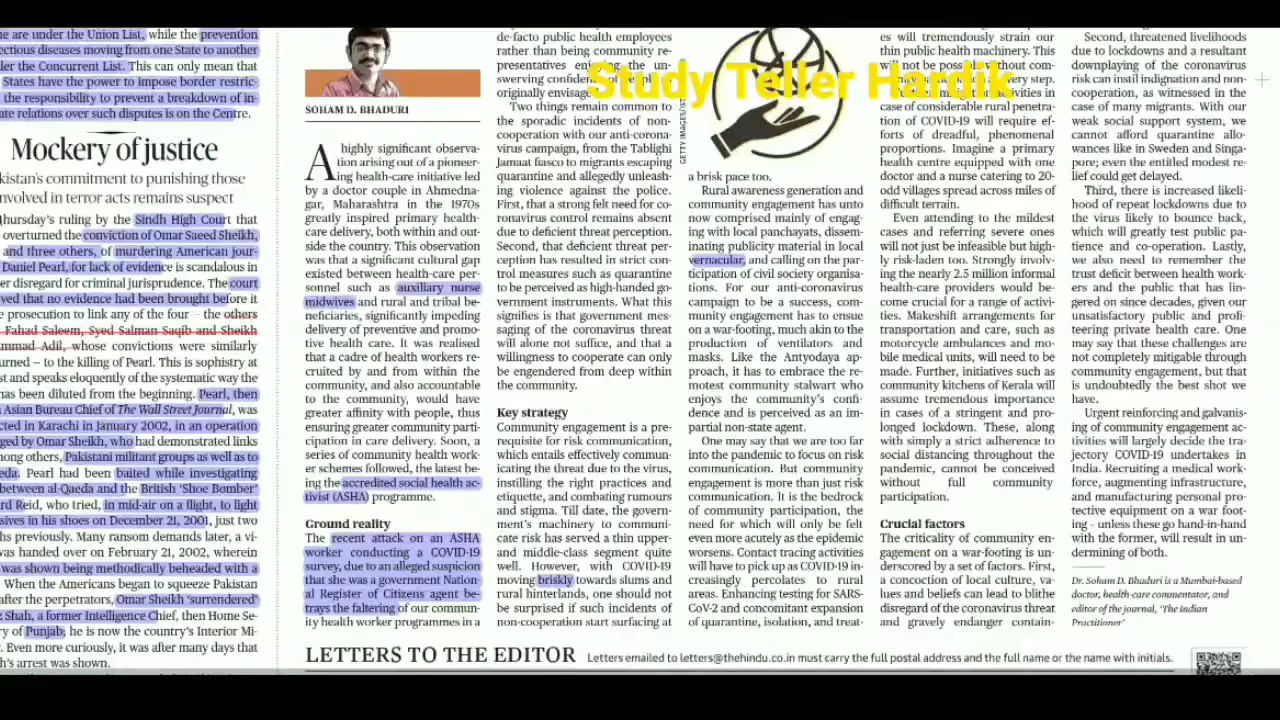 ne are under the Union List, while the prevention
ectious diseases moving from one State to another
ler the Concurrent List. This can only mean that
States have the power to impose border restric-
the responsibility to prevent a breakdown of in-
ate relations over such disputes is on the Centre.
Mockery of justice
kistan's commitment to punishing those
nvolved in terror acts remains suspect
hursday's ruling by the Sindh High Court that
overturned the conviction of Omar Saeed Sheikh,
and three others, of murdering American jour-
Daniel Pearl, for lack of evidence is scandalous in
er disregard for criminal jurisprudence. The court
ved that no evidence had been brought before it
e prosecution to link any of the four – the others
Fahad Saleem, Syed Salman Saqib and Sheikh
mmad Adil, whose convictions were similarly
urned – to the killing of Pearl. This is sophistry at
st and speaks eloquently of the systematic way the
has been diluted from the beginning. Pearl, then
Asian Bureau Chief of The Wall Street Journal, was
cted in Karachi in January 2002, in an operation
ged by Omar Sheikh, who had demonstrated links
nong others, Pakistani militant groups as well as to
eda. Pearl had been baited while investigating
between al-Qaeda and the British 'Shoe Bomber'
rd Reid, who tried, in mid-air on a flight, to light
sives in his shoes on December 21, 2001, just two
hs previously. Many ransom demands later, a vi-
was handed over on February 21, 2002, wherein
was shown being methodically beheaded with a
When the Americans began to squeeze Pakistan
after the perpetrators, Omar Sheikh 'surrendered'
z Shah, a former Intelligence Chief, then Home Se-
ry of Punjab; he is now the country's Interior Mi-
. Even more curiously, it was after many days that
h's arrest was shown.
SOHAM D. BHADURI
A highly significant observa-
tion arising out of a pioneer-
ing health-care initiative led
by a doctor couple in Ahmedna-
gar, Maharashtra in the 1970s
greatly inspired primary health-
care delivery, both within and out-
side the country. This observation
was that a significant cultural gap
existed between health-care per-
sonnel such as auxiliary nurse
midwives and rural and tribal be-
neficiaries, significantly impeding
delivery of preventive and promo-
tive health care. It was realised
that a cadre of health workers re-
cruited by and from within the
community, and also accountable
to the community, would have
greater affinity with people, thus
ensuring greater community parti-
cipation in care delivery. Soon, a
series of community health work-
er schemes followed, the latest be-
ing the accredited social health ac-
tivist (ASHA) programme.
Ground reality
The recent attack on an ASHA
worker conducting a COVID-19
survey, due to an alleged suspicion
that she was a government Nation-
al Register of Citizens agent be-
trays the faltering of our commun-
ity health worker programmes in a
de-facto public health employees
rather than being community re-
presentatives enjoying the un-
swerving confidence of people
originally envisaged.
Two things remain common to
the sporadic incidents of non-
cooperation with our anti-corona-
virus campaign, from the Tablighi
Jamaat fiasco to migrants escaping
quarantine and allegedly unleash-
ing violence against the police.
First, that a strong felt need for co-
ronavirus control remains absent
due to deficient threat perception.
Second, that deficient threat per-
ception has resulted in strict con-
trol measures such as quarantine
to be perceived as high-handed go-
vernment instruments. What this
signifies is that government mes-
saging of the coronavirus threat
will alone not suffice, and that a
willingness to cooperate can only
be engendered from deep within
the community.
Key strategy
Community engagement is a pre-
requisite for risk communication,
which entails effectively commun-
icating the threat due to the virus,
instilling the right practices and
etiquette, and combating rumours
and stigma. Till date, the govern-
ment's machinery to communi-
cate risk has served a thin upper-
and middle-class segment quite
well. However, with COVID-19
moving briskly towards slums and
rural hinterlands, one should not
be surprised if such incidents of
non-cooperation start surfacing at
Study Teller Hardik
GETTY IMAGES/IST
a brisk pace too.
Rural awareness generation and
community engagement has unto
now comprised mainly of engag-
ing with local panchayats, dissem-
inating publicity material in local
vernacular, and calling on the par-
ticipation of civil society organisa-
tions. For our anti-coronavirus
campaign to be a success, com-
munity engagement has to ensue
on a war-footing, much akin to the
production of ventilators and
masks. Like the Antyodaya ap-
proach, it has to embrace the re-
motest community stalwart who
enjoys the community's confi-
dence and is perceived as an im-
partial non-state agent.
One may say that we are too far
into the pandemic to focus on risk
communication. But community
engagement is more than just risk
communication. It is the bedrock
of community participation, the
need for which will only be felt
even more acutely as the epidemic
worsens. Contact tracing activities
will have to pick up as COVID-19 in-
creasingly percolates to rural
areas. Enhancing testing for SARS-
CoV-2 and concomitant expansion
of quarantine, isolation, and treat-
es will tremendously strain our
thin public health machinery. This
will not be possible without com-
every step.
activities in
case of considerable rural penetra-
tion of COVID-19 will require ef-
forts of dreadful, phenomenal
proportions. Imagine a primary
health centre equipped with one
doctor and a nurse catering to 20-
odd villages spread across miles of
difficult terrain.
Even attending to the mildest
cases and referring severe ones
will not just be infeasible but high-
ly risk-laden too. Strongly involv-
ing the nearly 2.5 million informal
health-care providers would be-
come crucial for a range of activi-
ties. Makeshift arrangements for
transportation and care, such as
motorcycle ambulances and mo-
bile medical units, will need to be
made. Further, initiatives such as
community kitchens of Kerala will
assume tremendous importance
in cases of a stringent and pro-
longed lockdown. These, along
with simply a strict adherence to
social distancing throughout the
pandemic, cannot be conceived
without full community
participation.
Crucial factors
The criticality of community en-
gagement on a war-footing is un-
derscored by a set of factors. First,
a concoction of local culture, va-
lues and beliefs can lead to blithe
disregard of the coronavirus threat
and gravely endanger contain-
Second, threatened livelihoods
due to lockdowns and a resultant
downplaying of the coronavirus
risk can instil indignation and non-
cooperation, as witnessed in the
case of many migrants. With our
weak social support system, we
cannot afford quarantine allo-
wances like in Sweden and Singa-
pore; even the entitled modest re-
lief could get delayed.
Third, there is increased likeli-
hood of repeat lockdowns due to
the virus likely to bounce back,
which will greatly test public pa-
tience and co-operation. Lastly,
we also need to remember the
trust deficit between health work-
ers and the public that has lin-
gered on since decades, given our
unsatisfactory public and profi-
teering private health care. One
may say that these challenges are
not completely mitigable through
community engagement, but that
is undoubtedly the best shot we
have.
Urgent reinforcing and galvanis-
ing of community engagement ac-
tivities will largely decide the tra-
jectory COVID-19 undertakes in
India. Recruiting a medical work-
force, augmenting infrastructure,
and manufacturing personal pro-
tective equipment on a war foot-
ing – unless these go hand-in-hand
with the former, will result in un-
dermining of both.
Dr. Soham D. Bhaduri is a Mumbai-based
doctor, health-care commentator, and
editor of the journal, 'The Indian
Practitioner'
LETTERS TO THE EDITOR Letters emailed to letters@thehindu.co.in must carry the full postal address and the full name or the name with initials.